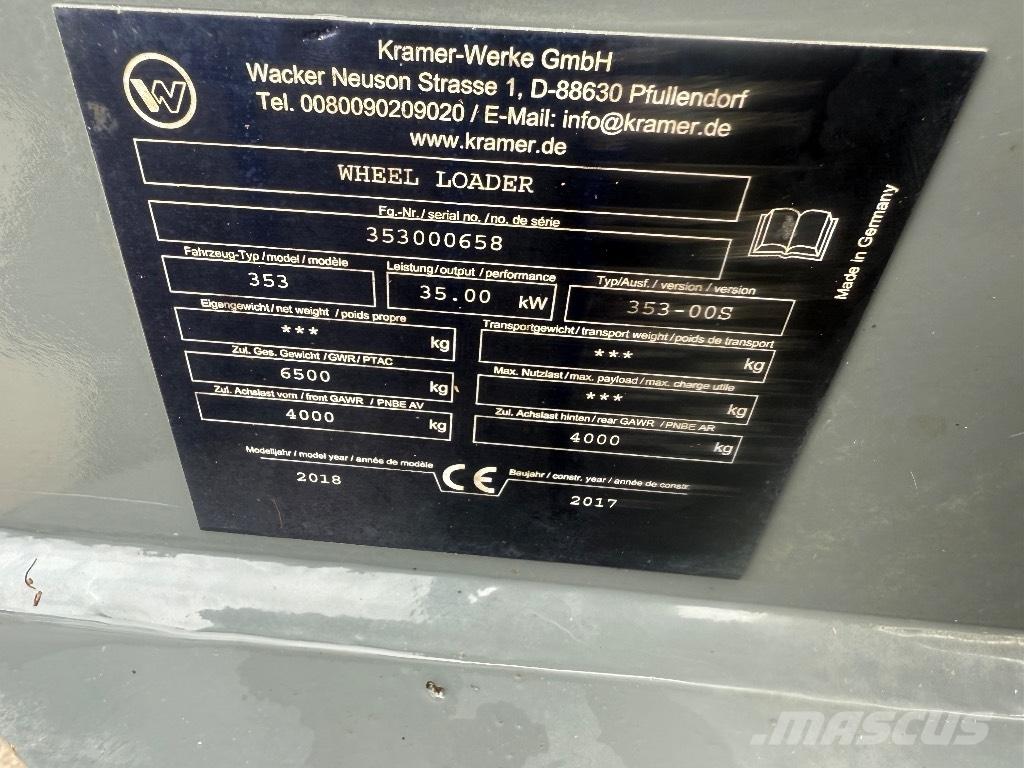 Kramer-Werke GmbH
Wacker Neuson Strasse 1, D-88630 Pfullendorf
Tel. 0080090209020 / E-Mail: info@kramer.de
www.kramer.de
W
WHEEL LOADER
Fg.-Nr./ serial no. /no. de série
353000658
Fahrzeug-Typ / model / modèle
353
Leistung/output /performance
35.00 kW
Typ/Ausf. / version / version
353-00S
Made in Germany
Eigengewicht / net weight / poids propre
*** kg
Transportgewicht / transport weight / poids de transport
*** kg
Zul. Ges. Gewicht / GWR / PTAC
6500 kg
Max. Nutzlast / max. payload / max. charge utile
*** kg
Zul. Achslast vorn / front GAWR / PNBE AV
4000 kg
Zul. Achslast hinten / rear GAWR / PNBE AR
4000 kg
Modelljahr / model year / année de modèle
2018
CE
Baujahr / constr. year / année de constr.
2017
MASCUS